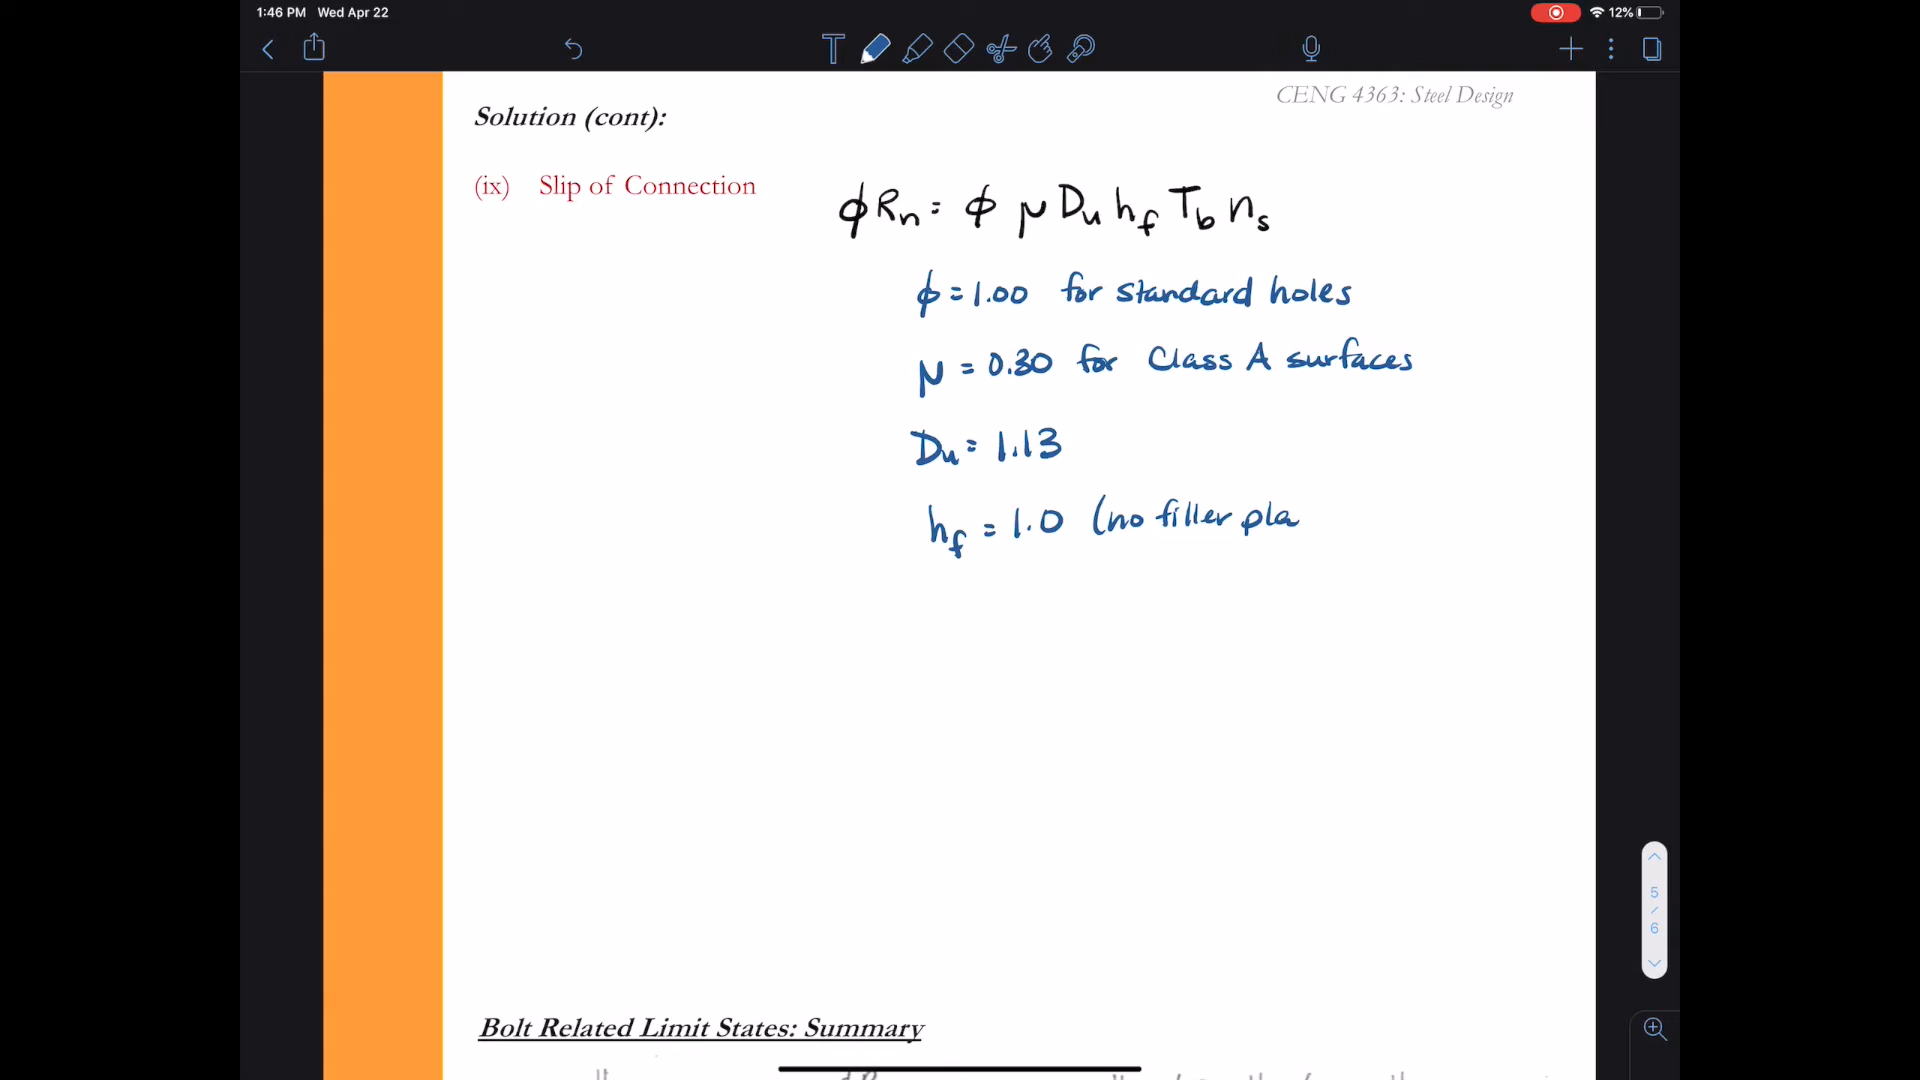 1:46 PM Wed Apr 22
12%
CENG 4363: Steel Design
Solution (cont):
(ix) Slip of Connection
ϕRn = ϕ μ Du hf Tb ns
ϕ = 1.00 for standard holes
μ = 0.30 for Class A surfaces
Du = 1.13
hf = 1.0 (no filler pla
5
/
6
Bolt Related Limit States: Summary